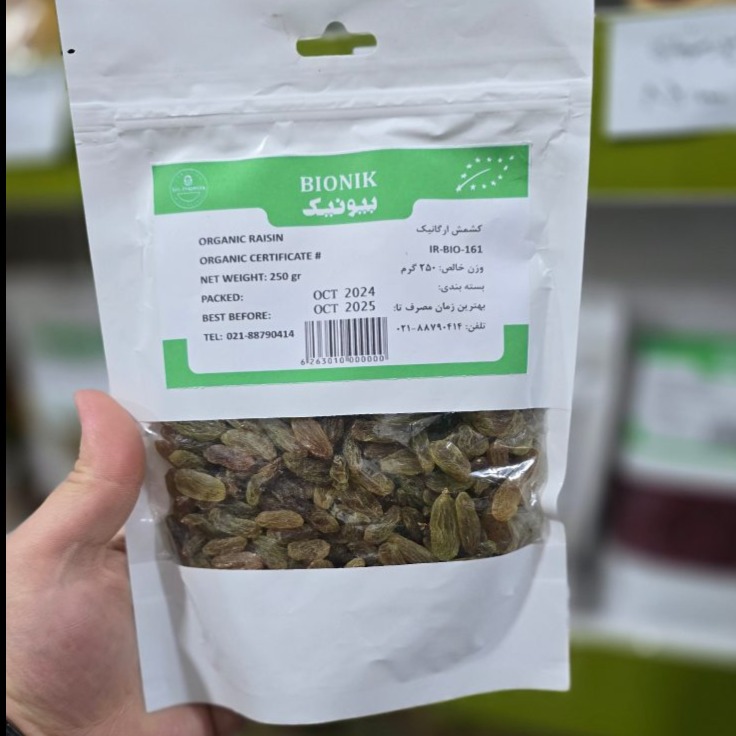 BIONIK
بیونیک
ORGANIC RAISIN
کشمش ارگانیک
ORGANIC CERTIFICATE #
IR-BIO-161
NET WEIGHT: 250 gr
وزن خالص: ۲۵۰ گرم
PACKED: OCT 2024
بسته بندی:
BEST BEFORE: OCT 2025
بهترین زمان مصرف تا:
TEL: 021-88790414
تلفن: ۰۲۱-۸۸۷۹۰۴۱۴
6263010000000